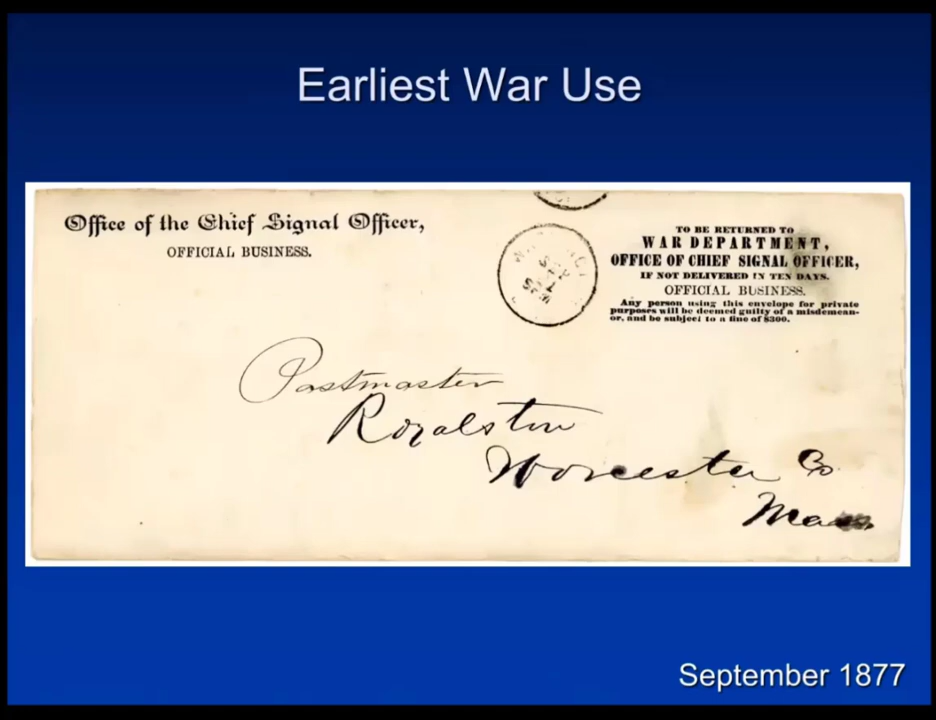 Earliest War Use
Office of the Chief Signal Officer,
OFFICIAL BUSINESS.
TO BE RETURNED TO
WAR DEPARTMENT,
OFFICE OF CHIEF SIGNAL OFFICER,
IF NOT DELIVERED IN TEN DAYS.
OFFICIAL BUSINESS.
Any person using this envelope for private
purposes will be deemed guilty of a misdemean-
or, and be subject to a fine of $300.
Postmaster
Royalston
Worcester Co
Mass.
September 1877